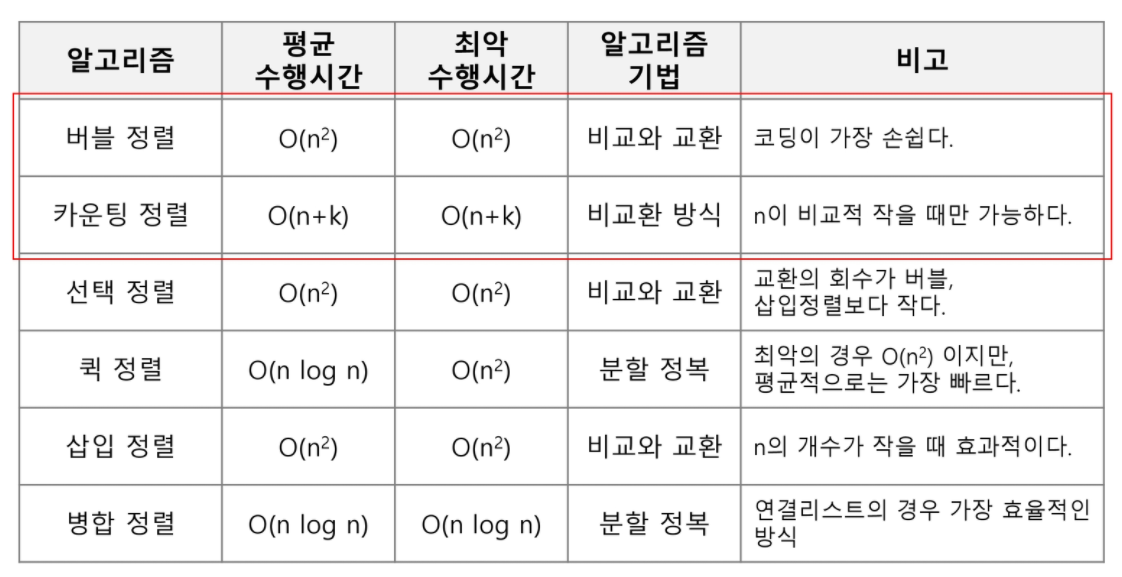 알고리즘 평균 수행시간 최악 수행시간 알고리즘 기법 비고
버블 정렬 O(n²) O(n²) 비교와 교환 코딩이 가장 손쉽다.
카운팅 정렬 O(n+k) O(n+k) 비교환 방식 n이 비교적 작을 때만 가능하다.
선택 정렬 O(n²) O(n²) 비교와 교환 교환의 회수가 버블,
삽입정렬보다 작다.
퀵 정렬 O(n log n) O(n²) 분할 정복 최악의 경우 O(n²) 이지만,
평균적으로는 가장 빠르다.
삽입 정렬 O(n²) O(n²) 비교와 교환 n의 개수가 작을 때 효과적이다.
병합 정렬 O(n log n) O(n log n) 분할 정복 연결리스트의 경우 가장 효율적인
방식